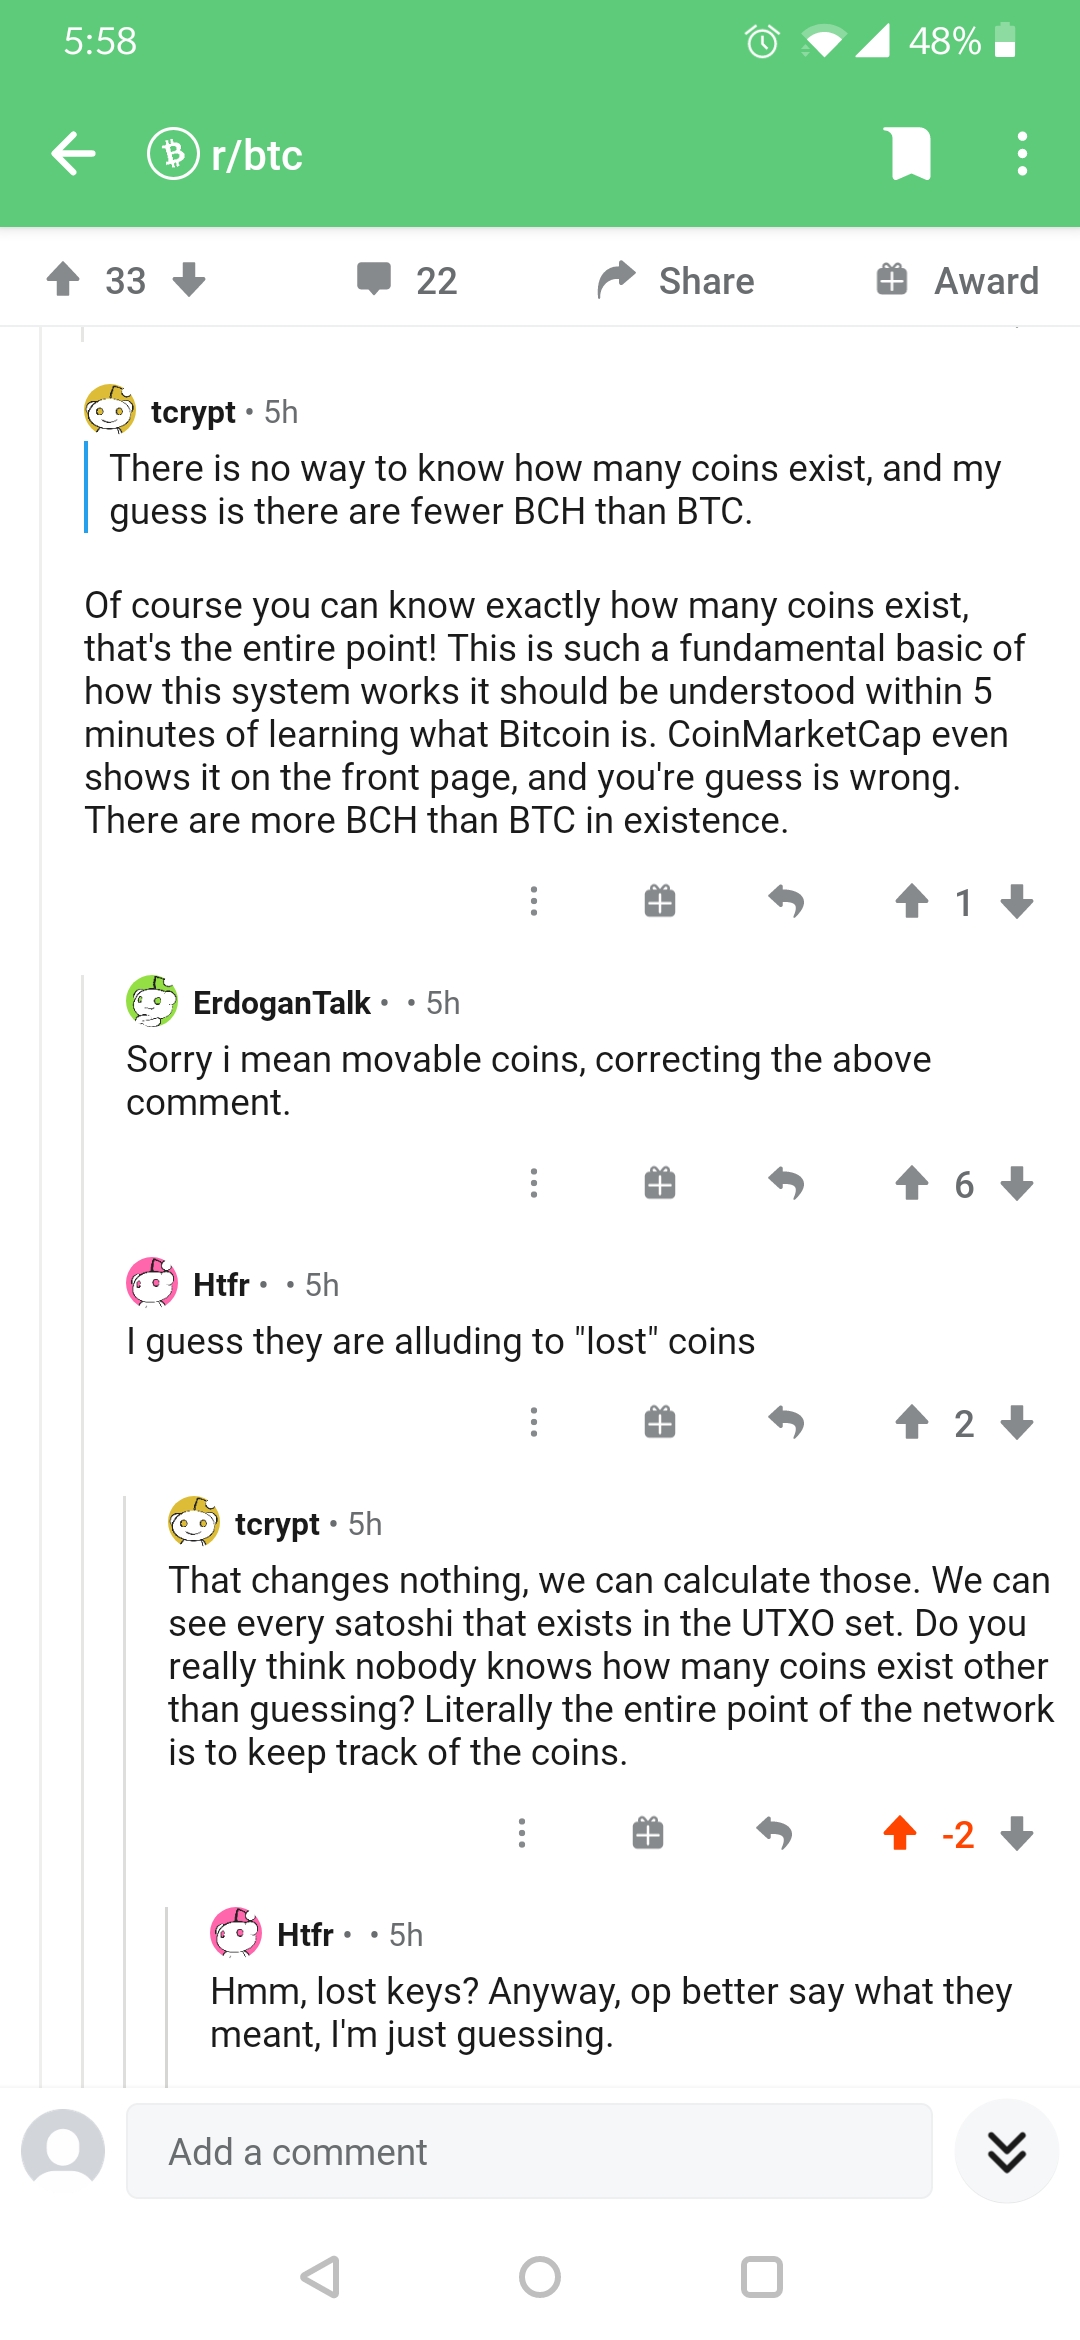 5:58
48%
r/btc
33
22
Share
Award
tcrypt • 5h
There is no way to know how many coins exist, and my
guess is there are fewer BCH than BTC.
Of course you can know exactly how many coins exist,
that's the entire point! This is such a fundamental basic of
how this system works it should be understood within 5
minutes of learning what Bitcoin is. CoinMarketCap even
shows it on the front page, and you're guess is wrong.
There are more BCH than BTC in existence.
1
ErdoganTalk • • 5h
Sorry i mean movable coins, correcting the above
comment.
6
Htfr • • 5h
I guess they are alluding to "lost" coins
2
tcrypt • 5h
That changes nothing, we can calculate those. We can
see every satoshi that exists in the UTXO set. Do you
really think nobody knows how many coins exist other
than guessing? Literally the entire point of the network
is to keep track of the coins.
-2
Htfr • • 5h
Hmm, lost keys? Anyway, op better say what they
meant, I'm just guessing.
Add a comment